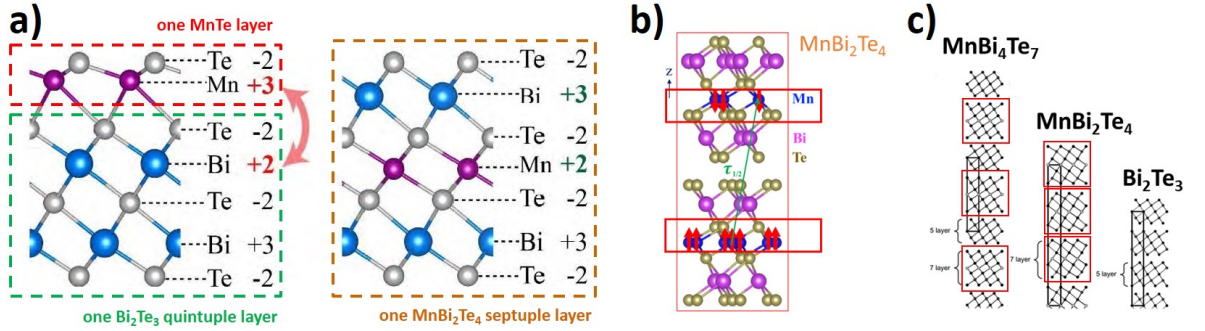 a)
one MnTe layer
Te -2
Mn +3
Te -2
Bi +2
Te -2
Bi +3
Te -2
one Bi₂Te₃ quintuple layer
Te -2
Bi +3
Te -2
Mn +2
Te -2
Bi +3
Te -2
one MnBi₂Te₄ septuple layer
b)
MnBi₂Te₄
z
Mn
Bi
Te
τ₁/₂
c)
MnBi₄Te₇
MnBi₂Te₄
Bi₂Te₃
5 layer
7 layer
7 layer
5 layer